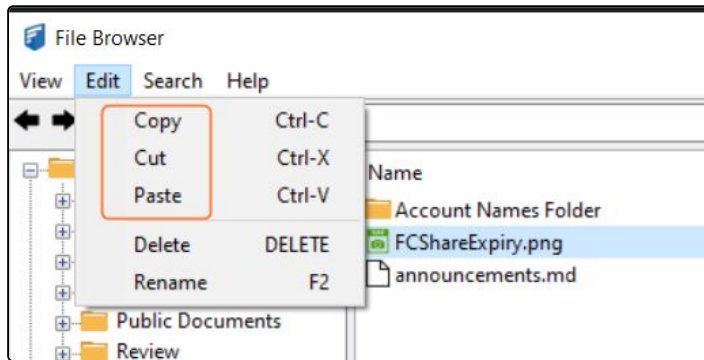 File Browser
View Edit Search Help
Copy Ctrl-C
Cut Ctrl-X
Paste Ctrl-V
Delete DELETE
Rename F2
Public Documents
Review
Name
Account Names Folder
FCShareExpiry.png
announcements.md